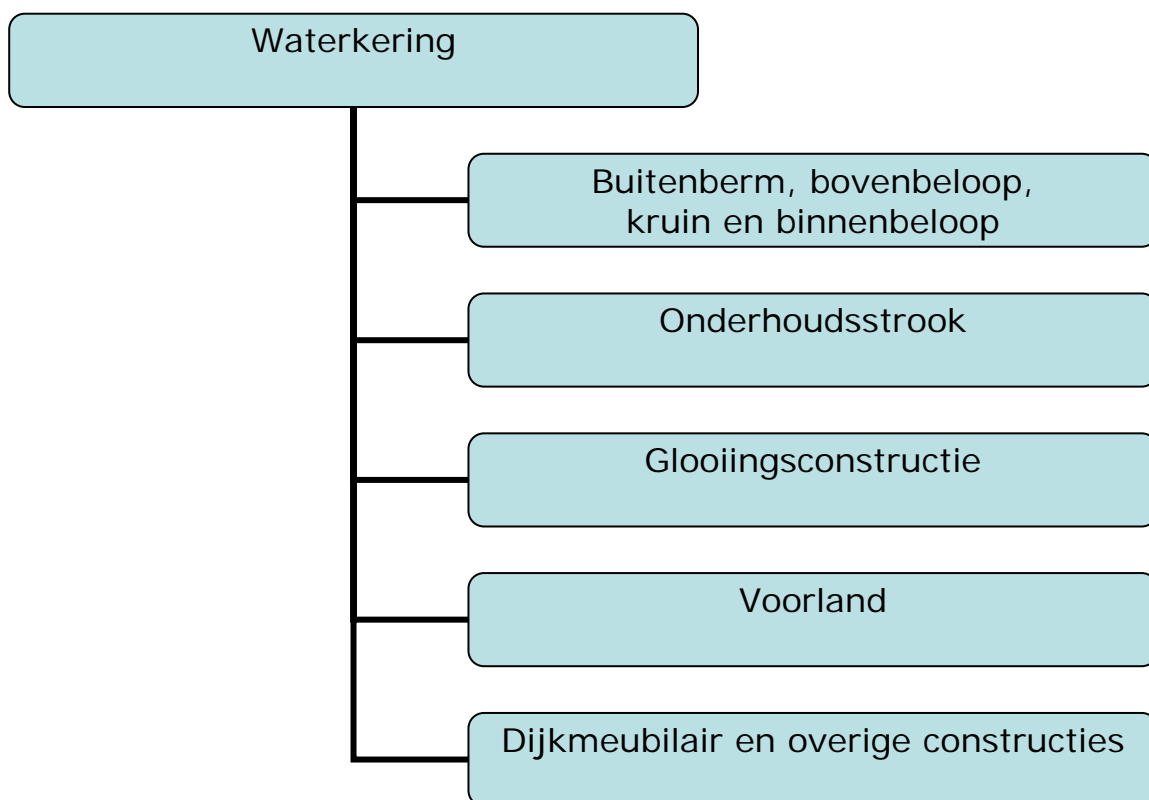 Waterkering
Buitenberm, bovenbeloop,
kruin en binnenbeloop
Onderhoudsstrook
Glooiingsconstructie
Voorland
Dijkmeubilair en overige constructies